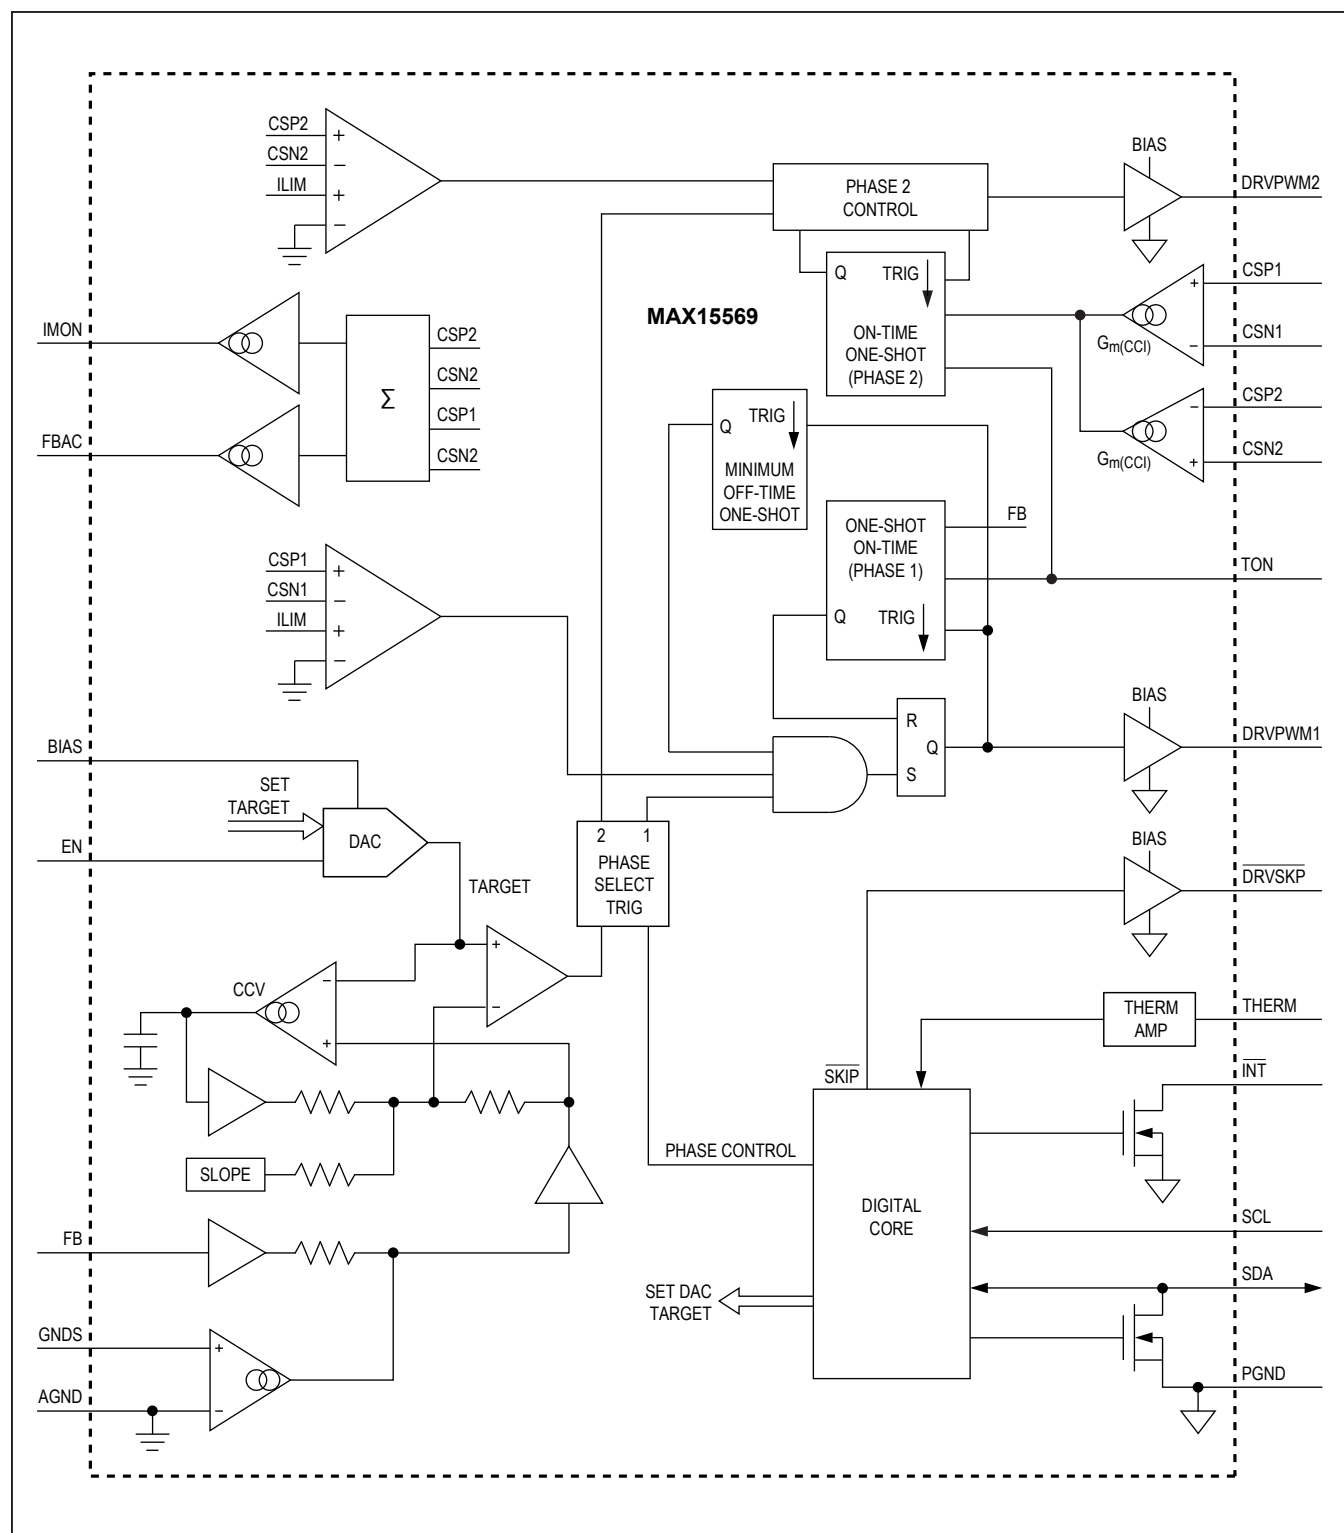 CSP2
+
CSN2
−
ILIM
+
−
PHASE 2
CONTROL
BIAS
DRVPWM2
Q
TRIG
ON-TIME
ONE-SHOT
(PHASE 2)
MAX15569
CSP1
+
Gm(CCI)
−
CSN1
CSP2
−
Gm(CCI)
+
CSN2
IMON
FBAC
Σ
CSP2
CSN2
CSP1
CSN2
Q
TRIG
MINIMUM
OFF-TIME
ONE-SHOT
ONE-SHOT
ON-TIME
(PHASE 1)
FB
TON
Q
TRIG
CSP1
+
CSN1
−
ILIM
+
−
R
Q
S
BIAS
DRVPWM1
BIAS
SET
TARGET
DAC
EN
TARGET
2 1
PHASE
SELECT
TRIG
BIAS
DRVSKP
CCV
−
+
+
−
THERM
AMP
THERM
SKIP
INT
SLOPE
PHASE CONTROL
DIGITAL
CORE
SCL
FB
SET DAC
TARGET
SDA
GNDS
+
AGND
−
PGND